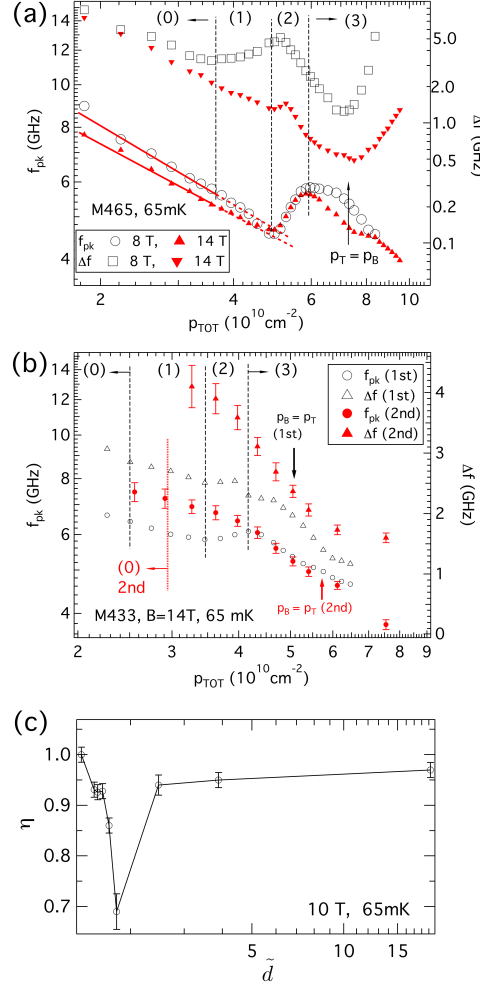 (a)
(0) (1) (2) (3)
14
12
10
8
6
4
f_pk (GHz)
5.0
1.0
0.5
0.1
Δf (GHz)
M465, 65mK
p_T = p_B
f_pk ○ 8 T, ▲ 14 T
Δf □ 8 T, ▼ 14 T
2 4 6 8 10
p_TOT (10^10 cm^-2)
(b)
(0) (1) (2) (3)
14
12
10
8
6
4
f_pk (GHz)
4
3
2
1
0
Δf (GHz)
○ f_pk (1st)
△ Δf (1st)
● f_pk (2nd)
▲ Δf (2nd)
p_B = p_T
(1st)
(0)
2nd
p_B = p_T (2nd)
M433, B=14T, 65 mK
2 3 4 5 6 7 8 9
p_TOT (10^10 cm^-2)
(c)
1.0
0.9
0.8
0.7
η
10 T, 65mK
5 10 15
d̃